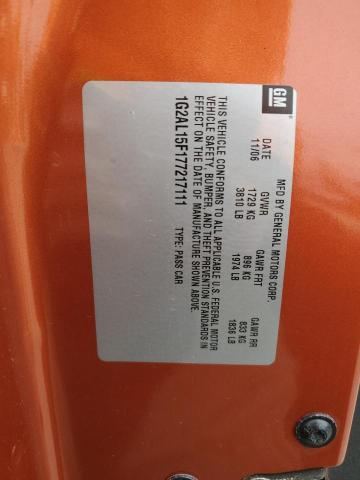 GM
MFD BY GENERAL MOTORS CORP.
DATE GVWR GAWR FRT GAWR RR
11/06 1729 KG 896 KG 833 KG
3810 LB 1974 LB 1836 LB
THIS VEHICLE CONFORMS TO ALL APPLICABLE U.S. FEDERAL MOTOR
VEHICLE SAFETY, BUMPER, AND THEFT PREVENTION STANDARDS IN
EFFECT ON THE DATE OF MANUFACTURE SHOWN ABOVE.
1G2AL15F177217111 TYPE: PASS CAR